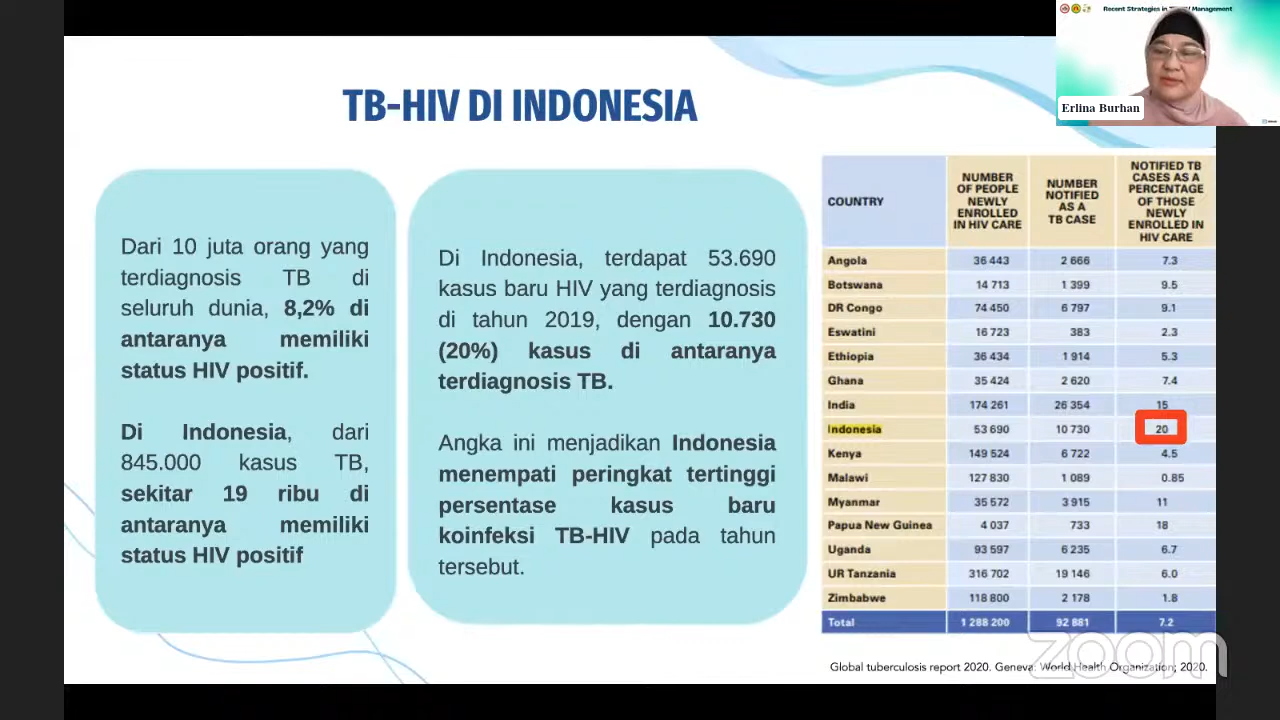 Recent Strategies in
Management
Erlina Burhan
TB-HIV DI INDONESIA
Dari 10 juta orang yang
terdiagnosis TB di
seluruh dunia, 8,2% di
antaranya memiliki
status HIV positif.
Di Indonesia, dari
845.000 kasus TB,
sekitar 19 ribu di
antaranya memiliki
status HIV positif
Di Indonesia, terdapat 53.690
kasus baru HIV yang terdiagnosis
di tahun 2019, dengan 10.730
(20%) kasus di antaranya
terdiagnosis TB.
Angka ini menjadikan Indonesia
menempati peringkat tertinggi
persentase kasus baru
koinfeksi TB-HIV pada tahun
tersebut.
COUNTRY
NUMBER
OF PEOPLE
NEWLY
ENROLLED
IN HIV CARE
NUMBER
NOTIFIED
AS A
TB CASE
NOTIFIED TB
CASES AS A
PERCENTAGE
OF THOSE
NEWLY
ENROLLED IN
HIV CARE
Angola 36 443 2 666 7.3
Botswana 14 713 1 399 9.5
DR Congo 74 450 6 797 9.1
Eswatini 16 723 383 2.3
Ethiopia 36 434 1 914 5.3
Ghana 35 424 2 620 7.4
India 174 261 26 354 15
Indonesia 53 690 10 730 20
Kenya 149 524 6 722 4.5
Malawi 127 830 1 089 0.85
Myanmar 35 572 3 915 11
Papua New Guinea 4 037 733 18
Uganda 93 597 6 235 6.7
UR Tanzania 316 702 19 146 6.0
Zimbabwe 118 800 2 178 1.8
Total 1 288 200 92 881 7.2
Global tuberculosis report 2020. Geneva: World Health Organization; 2020.
zoom